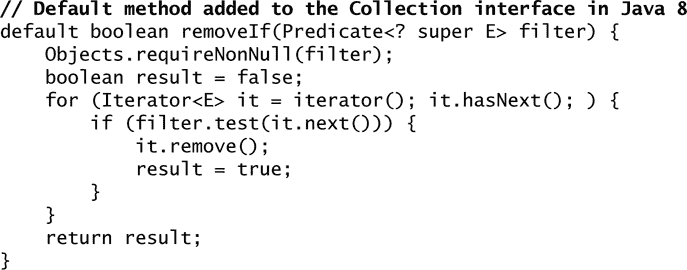 // Default method added to the Collection interface in Java 8
default boolean removeIf(Predicate<? super E> filter) {
    Objects.requireNonNull(filter);
    boolean result = false;
    for (Iterator<E> it = iterator(); it.hasNext(); ) {
        if (filter.test(it.next())) {
            it.remove();
            result = true;
        }
    }
    return result;
}